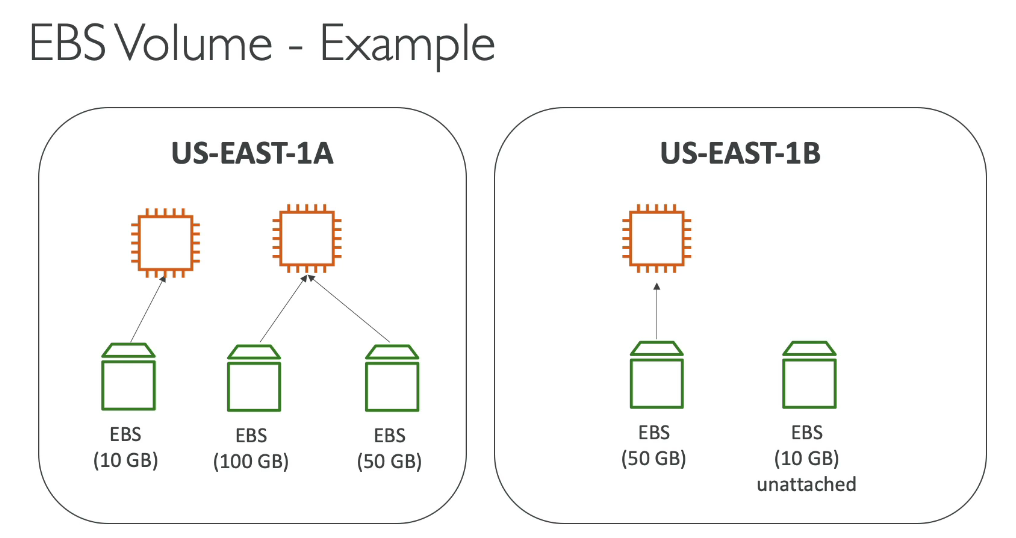 EBS Volume - Example
US-EAST-1A
EBS
(10 GB)
EBS
(100 GB)
EBS
(50 GB)
US-EAST-1B
EBS
(50 GB)
EBS
(10 GB)
unattached